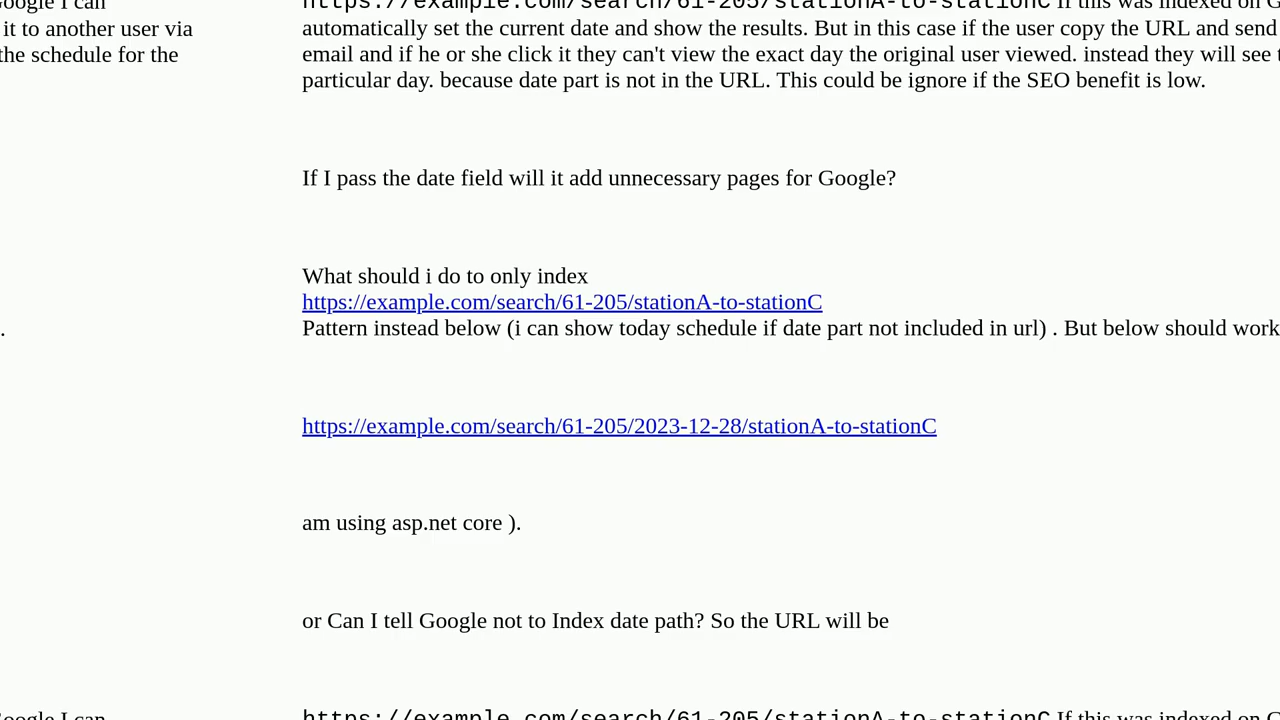 oogle I can
it to another user via
the schedule for the
.
oogle I can
https://example.com/search/61-205/stationA-to-stationC If this was indexed on G
automatically set the current date and show the results. But in this case if the user copy the URL and send
email and if he or she click it they can't view the exact day the original user viewed. instead they will see t
particular day. because date part is not in the URL. This could be ignore if the SEO benefit is low.
If I pass the date field will it add unnecessary pages for Google?
What should i do to only index
https://example.com/search/61-205/stationA-to-stationC
Pattern instead below (i can show today schedule if date part not included in url) . But below should work
https://example.com/search/61-205/2023-12-28/stationA-to-stationC
am using asp.net core ).
or Can I tell Google not to Index date path? So the URL will be
https://example.com/search/61-205/stationA-to-stationC If this was indexed on G